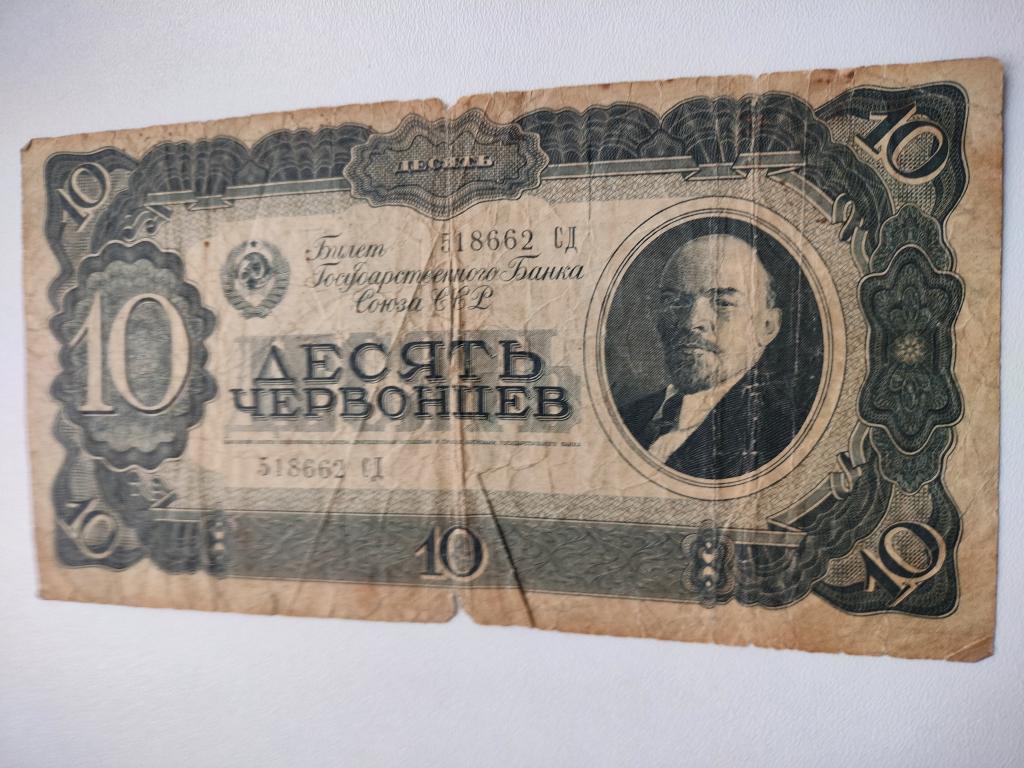 10
ДЕСЯТЬ
10
Билет 518662 СД
Государственного Банка
Союза ССР
10
ДЕСЯТЬ
ЧЕРВОНЦЕВ
518662 СД
10
10
10